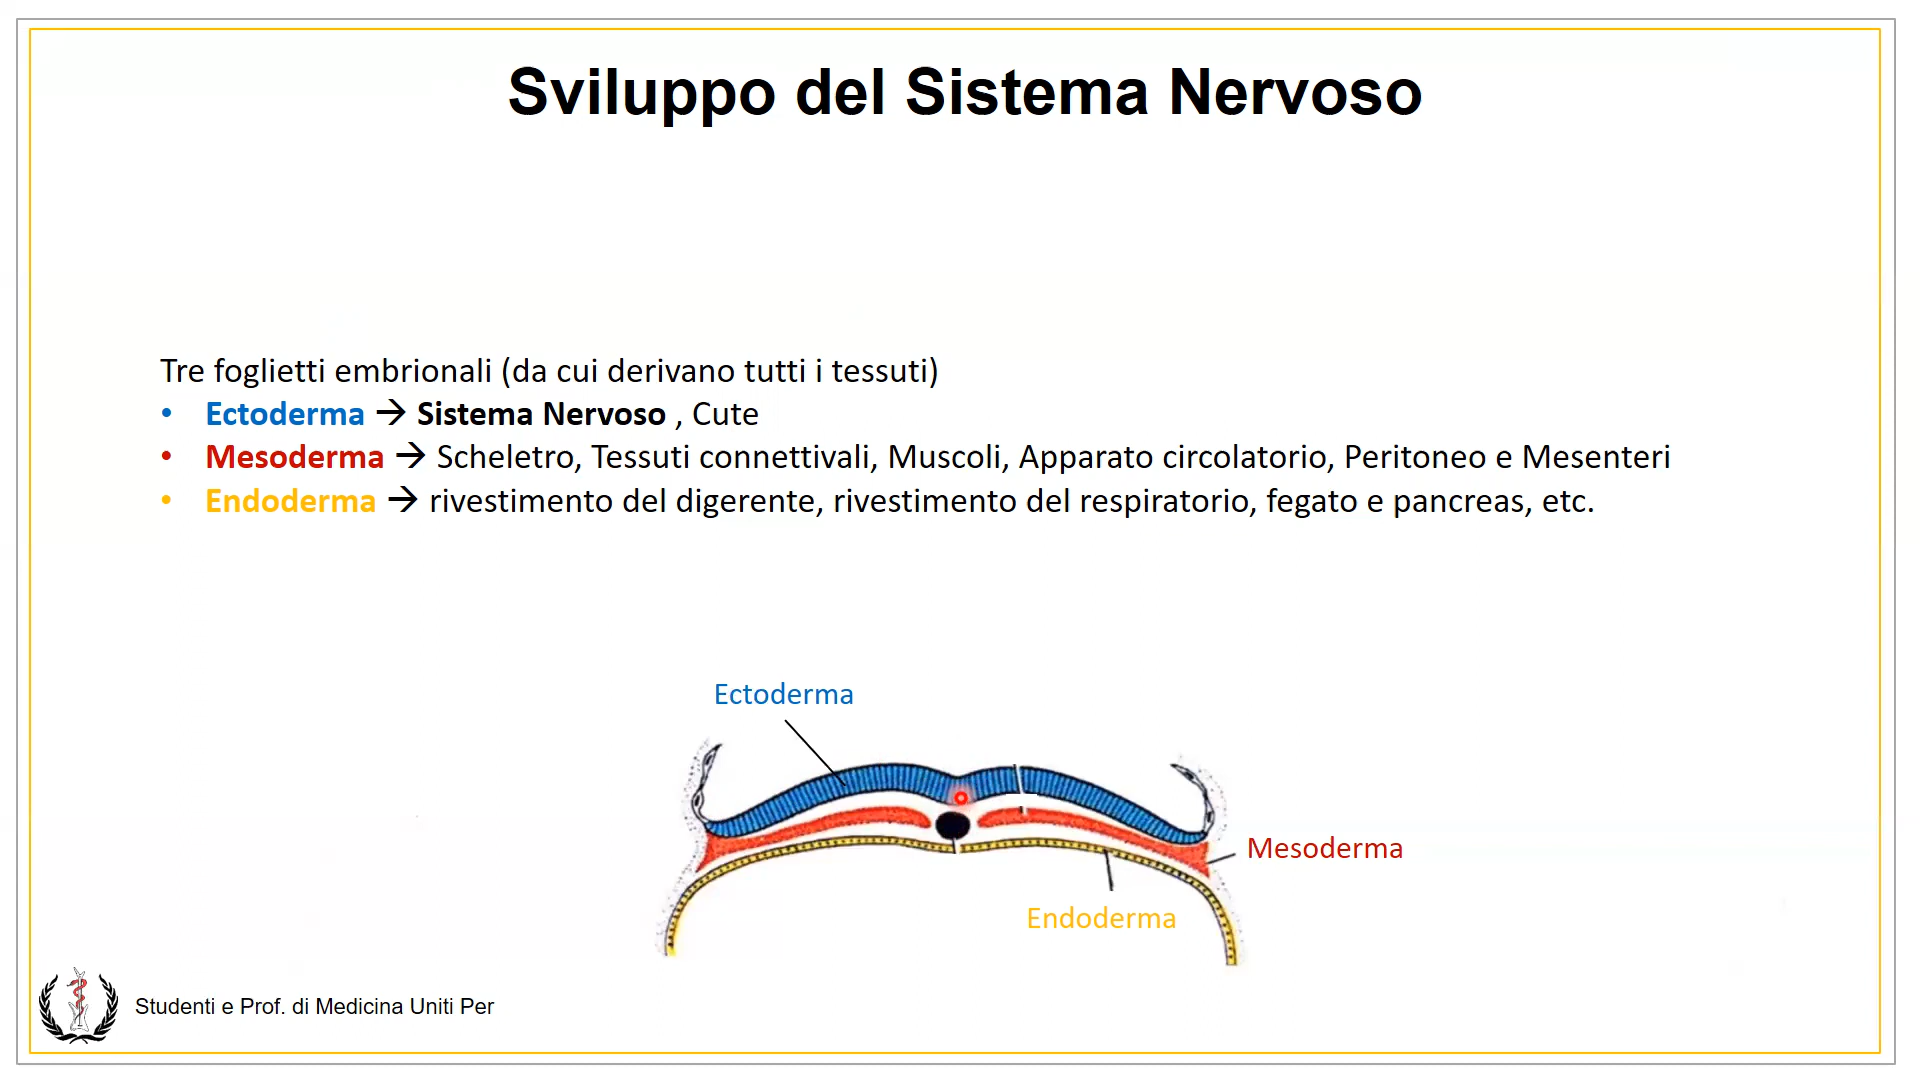 Sviluppo del Sistema Nervoso
Tre foglietti embrionali (da cui derivano tutti i tessuti)
• Ectoderma → Sistema Nervoso , Cute
• Mesoderma → Scheletro, Tessuti connettivali, Muscoli, Apparato circolatorio, Peritoneo e Mesenteri
• Endoderma → rivestimento del digerente, rivestimento del respiratorio, fegato e pancreas, etc.
Ectoderma
Mesoderma
Endoderma
Studenti e Prof. di Medicina Uniti Per